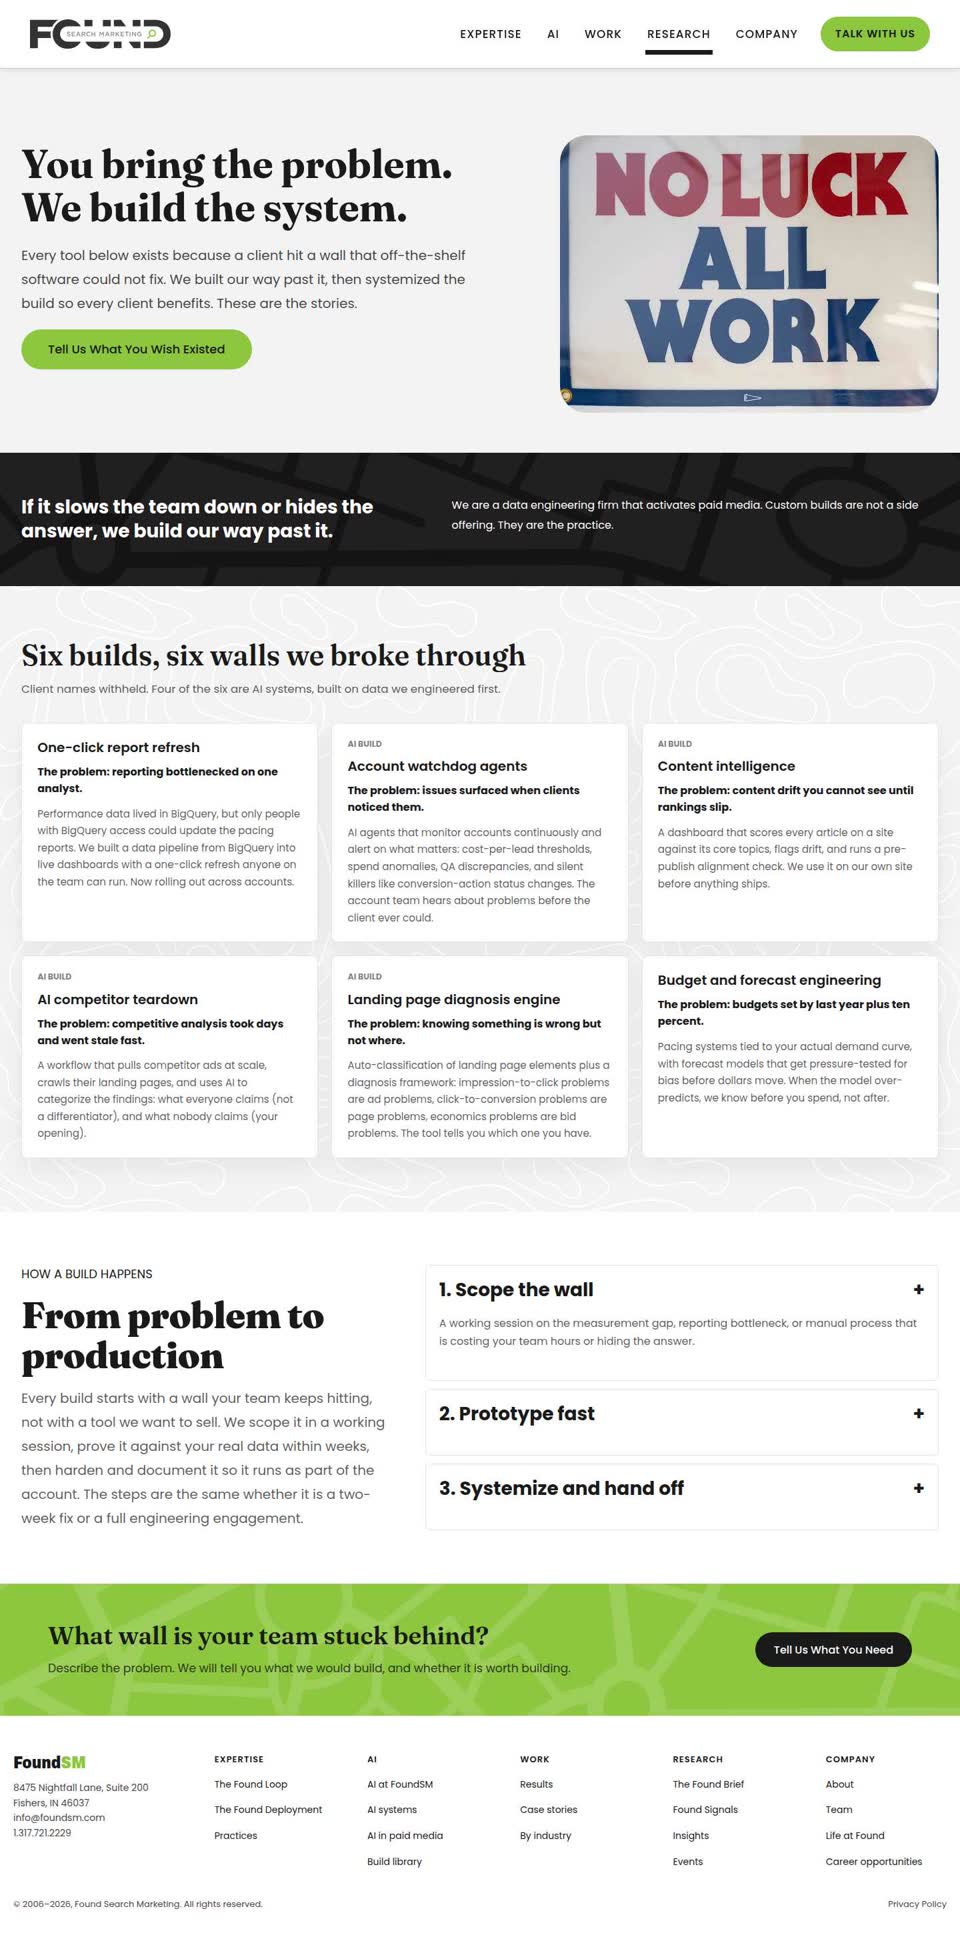 FOUND
SEARCH MARKETING
EXPERTISE
AI
WORK
RESEARCH
COMPANY
TALK WITH US
You bring the problem.
We build the system.
Every tool below exists because a client hit a wall that off-the-shelf
software could not fix. We built our way past it, then systemized the
build so every client benefits. These are the stories.
Tell Us What You Wish Existed
NO LUCK
ALL
WORK
If it slows the team down or hides the
answer, we build our way past it.
We are a data engineering firm that activates paid media. Custom builds are not a side
offering. They are the practice.
Six builds, six walls we broke through
Client names withheld. Four of the six are AI systems, built on data we engineered first.
One-click report refresh
The problem: reporting bottlenecked on one
analyst.
Performance data lived in BigQuery, but only people
with BigQuery access could update the pacing
reports. We built a data pipeline from BigQuery into
live dashboards with a one-click refresh anyone on
the team can run. Now rolling out across accounts.
AI BUILD
Account watchdog agents
The problem: issues surfaced when clients
noticed them.
AI agents that monitor accounts continuously and
alert on what matters: cost-per-lead thresholds,
spend anomalies, QA discrepancies, and silent
killers like conversion-action status changes. The
account team hears about problems before the
client ever could.
AI BUILD
Content intelligence
The problem: content drift you cannot see until
rankings slip.
A dashboard that scores every article on a site
against its core topics, flags drift, and runs a pre-
publish alignment check. We use it on our own site
before anything ships.
AI BUILD
AI competitor teardown
The problem: competitive analysis took days
and went stale fast.
A workflow that pulls competitor ads at scale,
crawls their landing pages, and uses AI to
categorize the findings: what everyone claims (not
a differentiator), and what nobody claims (your
opening).
AI BUILD
Landing page diagnosis engine
The problem: knowing something is wrong but
not where.
Auto-classification of landing page elements plus a
diagnosis framework: impression-to-click problems
are ad problems, click-to-conversion problems are
page problems, economics problems are bid
problems. The tool tells you which one you have.
Budget and forecast engineering
The problem: budgets set by last year plus ten
percent.
Pacing systems tied to your actual demand curve,
with forecast models that get pressure-tested for
bias before dollars move. When the model over-
predicts, we know before you spend, not after.
HOW A BUILD HAPPENS
From problem to
production
Every build starts with a wall your team keeps hitting,
not with a tool we want to sell. We scope it in a working
session, prove it against your real data within weeks,
then harden and document it so it runs as part of the
account. The steps are the same whether it is a two-
week fix or a full engineering engagement.
1. Scope the wall +
A working session on the measurement gap, reporting bottleneck, or manual process that
is costing your team hours or hiding the answer.
2. Prototype fast +
3. Systemize and hand off +
What wall is your team stuck behind?
Describe the problem. We will tell you what we would build, and whether it is worth building.
Tell Us What You Need
FoundSM
8475 Nightfall Lane, Suite 200
Fishers, IN 46037
info@foundsm.com
1.317.721.2229
EXPERTISE
The Found Loop
The Found Deployment
Practices
AI
AI at FoundSM
AI systems
AI in paid media
Build library
WORK
Results
Case stories
By industry
RESEARCH
The Found Brief
Found Signals
Insights
Events
COMPANY
About
Team
Life at Found
Career opportunities
© 2006–2026, Found Search Marketing. All rights reserved.
Privacy Policy